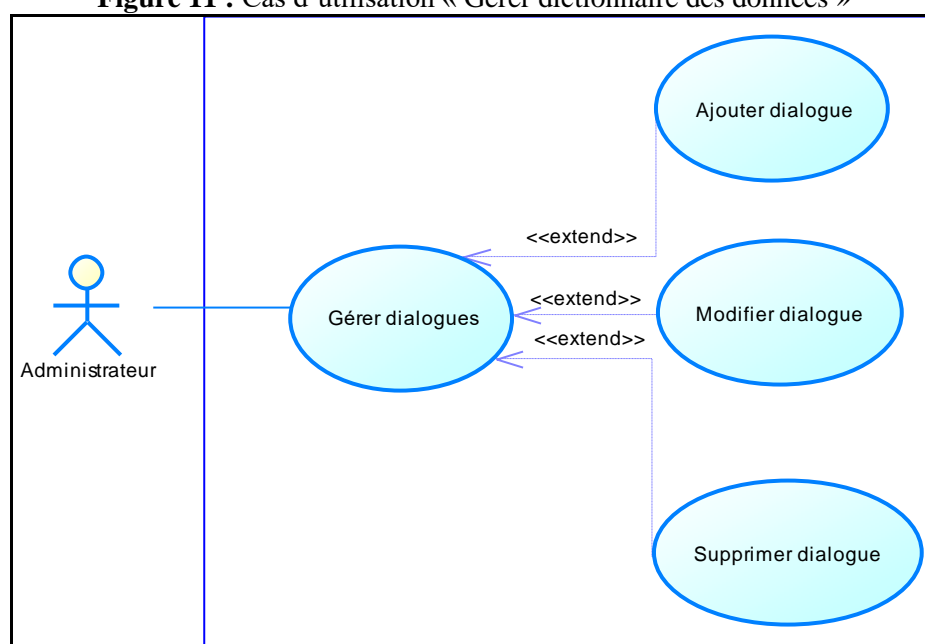 Figure 11 : Cas d'utilisation « Gérer dictionnaire des données »
Ajouter dialogue
<<extend>>
<<extend>>
Modifier dialogue
Gérer dialogues
<<extend>>
Administrateur
Supprimer dialogue